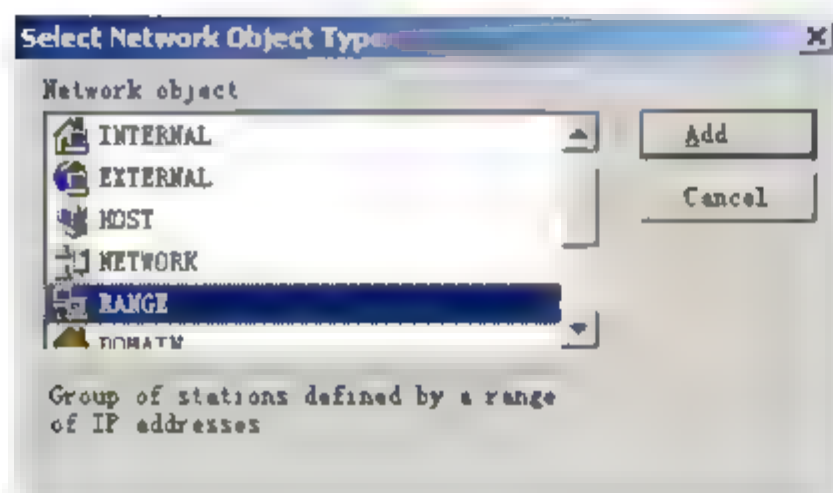 Select Network Object Type
Network object
INTERNAL
Add
EXTERNAL
Cancel
HOST
NETWORK
RANGE
DOMAIN
Group of stations defined by a range
of IP addresses